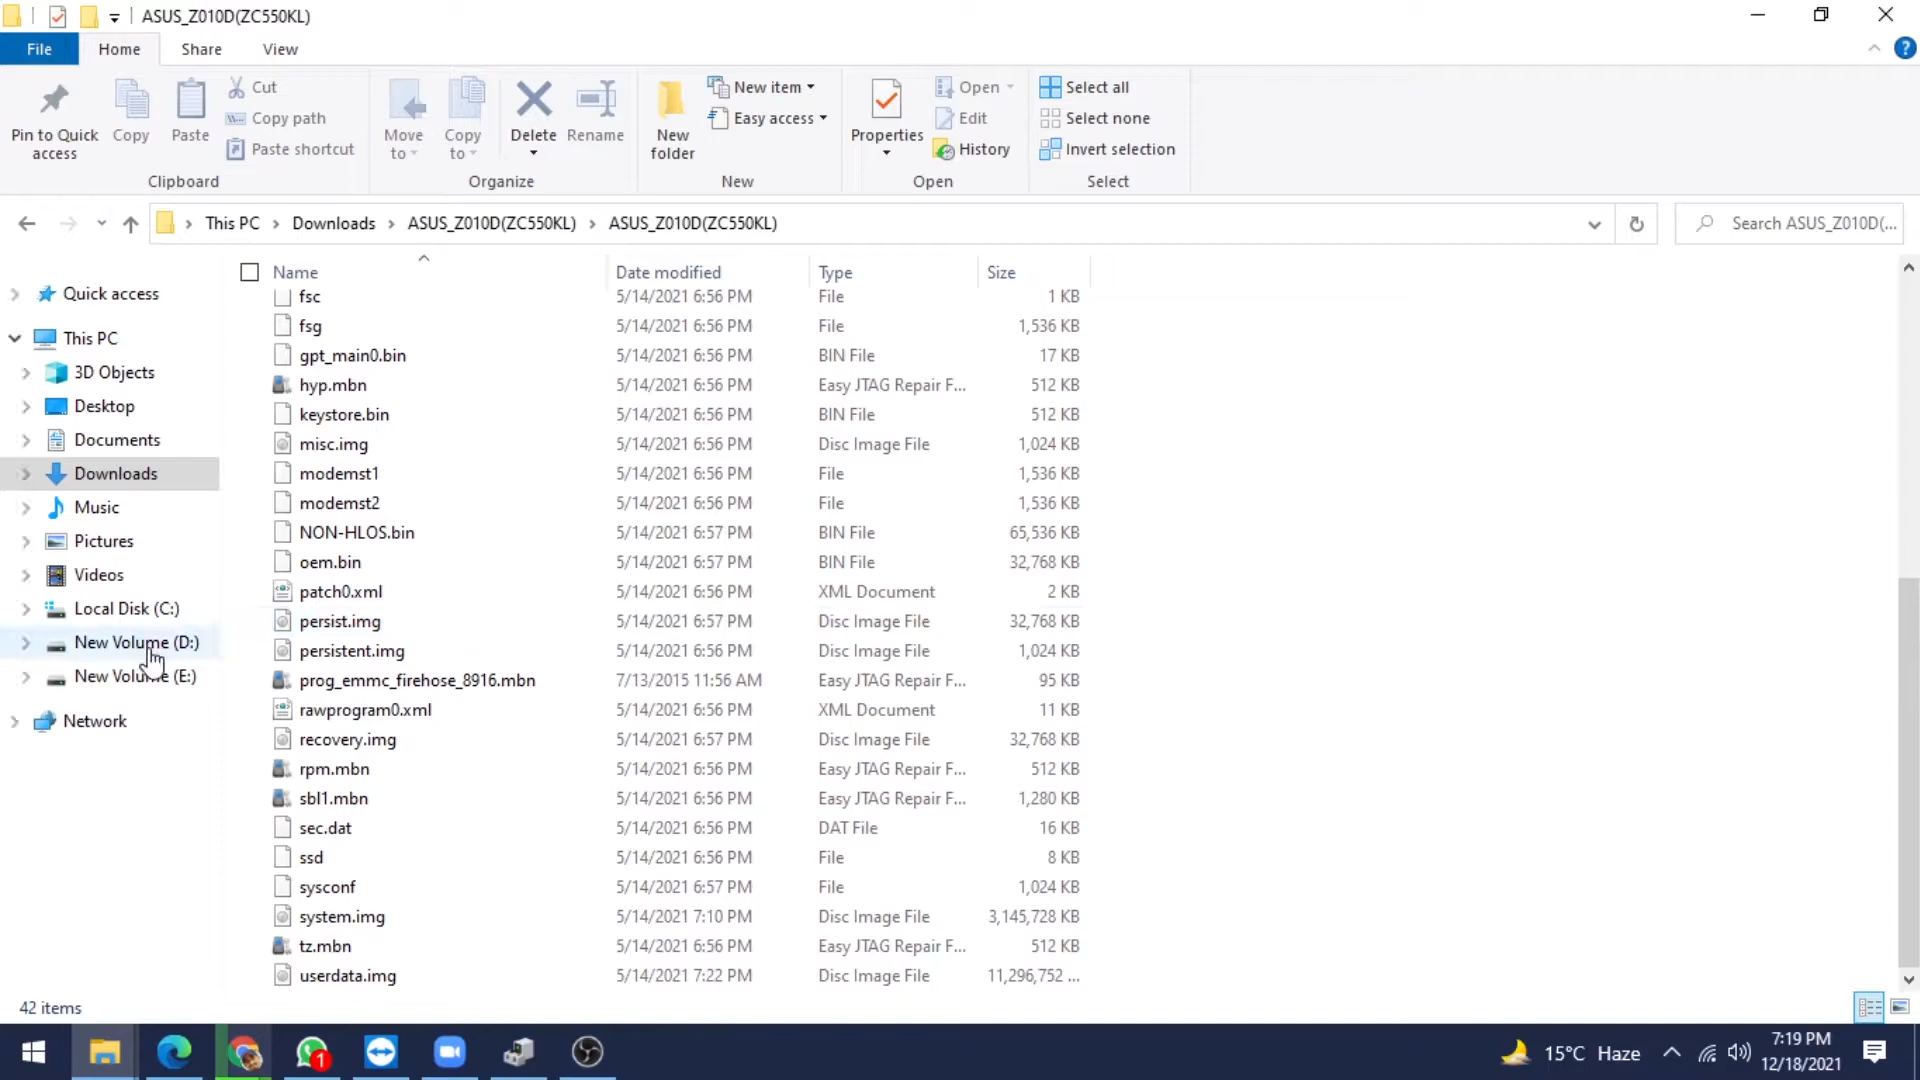 ASUS_Z010D(ZC550KL)
File Home Share View
Pin to Quick access
Copy
Paste
Cut
Copy path
Paste shortcut
Move to
Copy to
Delete
Rename
New folder
New item
Easy access
Properties
Open
Edit
History
Select all
Select none
Invert selection
Clipboard Organize New Open Select
This PC Downloads ASUS_Z010D(ZC550KL) ASUS_Z010D(ZC550KL)
Search ASUS_Z010D(...
Quick access
This PC
3D Objects
Desktop
Documents
Downloads
Music
Pictures
Videos
Local Disk (C:)
New Volume (D:)
New Volume (E:)
Network
Name Date modified Type Size
fsc 5/14/2021 6:56 PM File 1 KB
fsg 5/14/2021 6:56 PM File 1,536 KB
gpt_main0.bin 5/14/2021 6:56 PM BIN File 17 KB
hyp.mbn 5/14/2021 6:56 PM Easy JTAG Repair F... 512 KB
keystore.bin 5/14/2021 6:56 PM BIN File 512 KB
misc.img 5/14/2021 6:56 PM Disc Image File 1,024 KB
modemst1 5/14/2021 6:56 PM File 1,536 KB
modemst2 5/14/2021 6:56 PM File 1,536 KB
NON-HLOS.bin 5/14/2021 6:57 PM BIN File 65,536 KB
oem.bin 5/14/2021 6:57 PM BIN File 32,768 KB
patch0.xml 5/14/2021 6:56 PM XML Document 2 KB
persist.img 5/14/2021 6:56 PM Disc Image File 32,768 KB
persistent.img 5/14/2021 6:56 PM Disc Image File 1,024 KB
prog_emmc_firehose_8916.mbn 7/13/2015 11:56 AM Easy JTAG Repair F... 95 KB
rawprogram0.xml 5/14/2021 6:56 PM XML Document 11 KB
recovery.img 5/14/2021 6:57 PM Disc Image File 32,768 KB
rpm.mbn 5/14/2021 6:56 PM Easy JTAG Repair F... 512 KB
sbl1.mbn 5/14/2021 6:56 PM Easy JTAG Repair F... 1,280 KB
sec.dat 5/14/2021 6:56 PM DAT File 16 KB
ssd 5/14/2021 6:56 PM File 8 KB
sysconf 5/14/2021 6:57 PM File 1,024 KB
system.img 5/14/2021 7:10 PM Disc Image File 3,145,728 KB
tz.mbn 5/14/2021 6:56 PM Easy JTAG Repair F... 512 KB
userdata.img 5/14/2021 7:22 PM Disc Image File 11,296,752 ...
42 items
1
15°C Haze
7:19 PM
12/18/2021